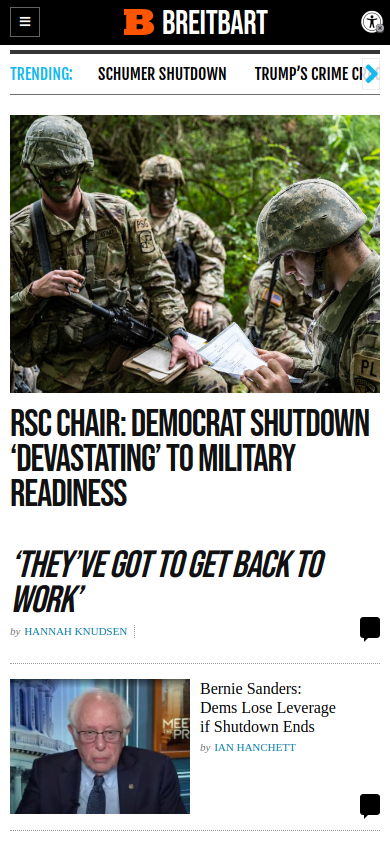 BREITBART
TRENDING:
SCHUMER SHUTDOWN
TRUMP'S CRIME
RSC CHAIR: DEMOCRAT SHUTDOWN
‘DEVASTATING’ TO MILITARY
READINESS
‘THEY’VE GOT TO GET BACK TO
WORK’
by HANNAH KNUDSEN
MEET
PR
Bernie Sanders:
Dems Lose Leverage
if Shutdown Ends
by IAN HANCHETT